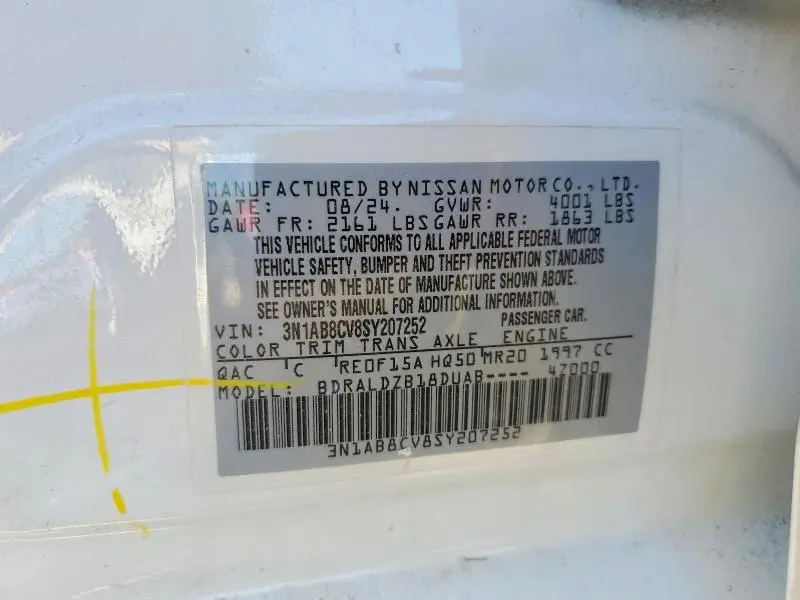 MANUFACTURED BY NISSAN MOTOR CO., LTD.
DATE: 08/24. GVWR: 4001 LBS
GAWR FR: 2161 LBS GAWR RR: 1863 LBS
THIS VEHICLE CONFORMS TO ALL APPLICABLE FEDERAL MOTOR
VEHICLE SAFETY, BUMPER AND THEFT PREVENTION STANDARDS
IN EFFECT ON THE DATE OF MANUFACTURE SHOWN ABOVE.
SEE OWNER'S MANUAL FOR ADDITIONAL INFORMATION.
VIN: 3N1AB8CV8SY207252 PASSENGER CAR.
COLOR TRIM TRANS AXLE ENGINE
QAC C RE0F15A HQ50 MR20 1997 CC
MODEL: BDRALDZB18DUAB---- 47000
3N1AB8CV8SY207252